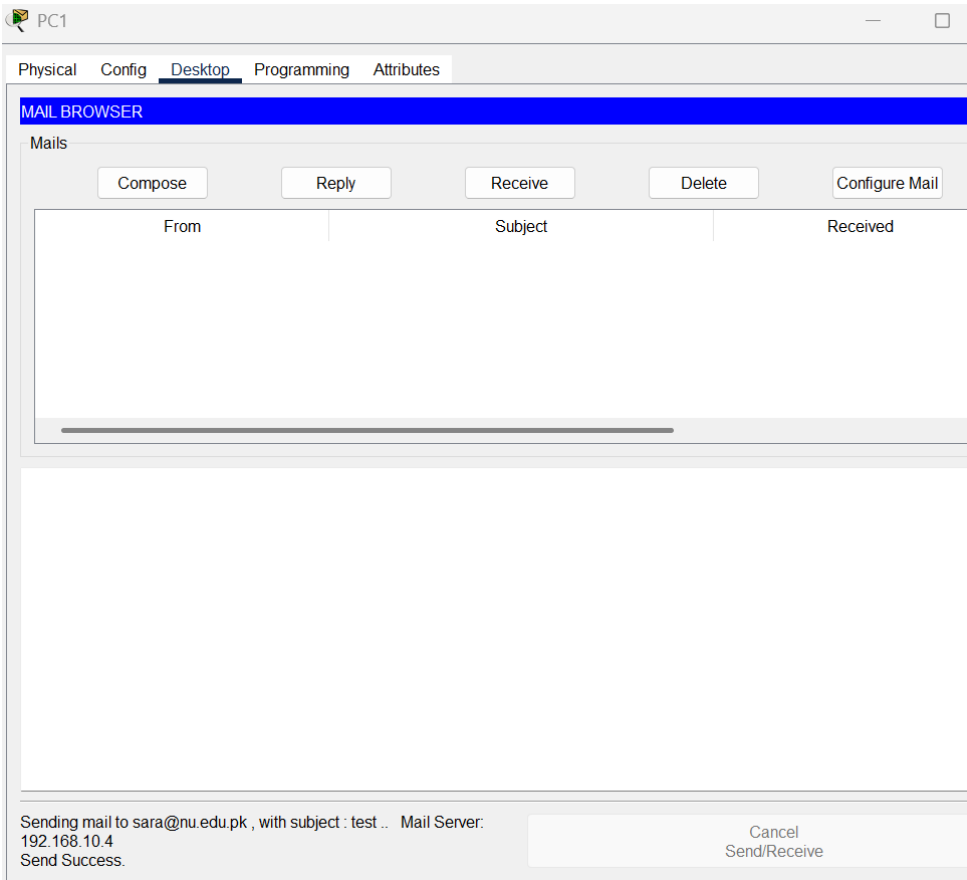 PC1
Physical Config Desktop Programming Attributes
MAIL BROWSER
Mails
Compose Reply Receive Delete Configure Mail
From Subject Received
Sending mail to sara@nu.edu.pk , with subject : test .. Mail Server:
192.168.10.4
Send Success.
Cancel
Send/Receive